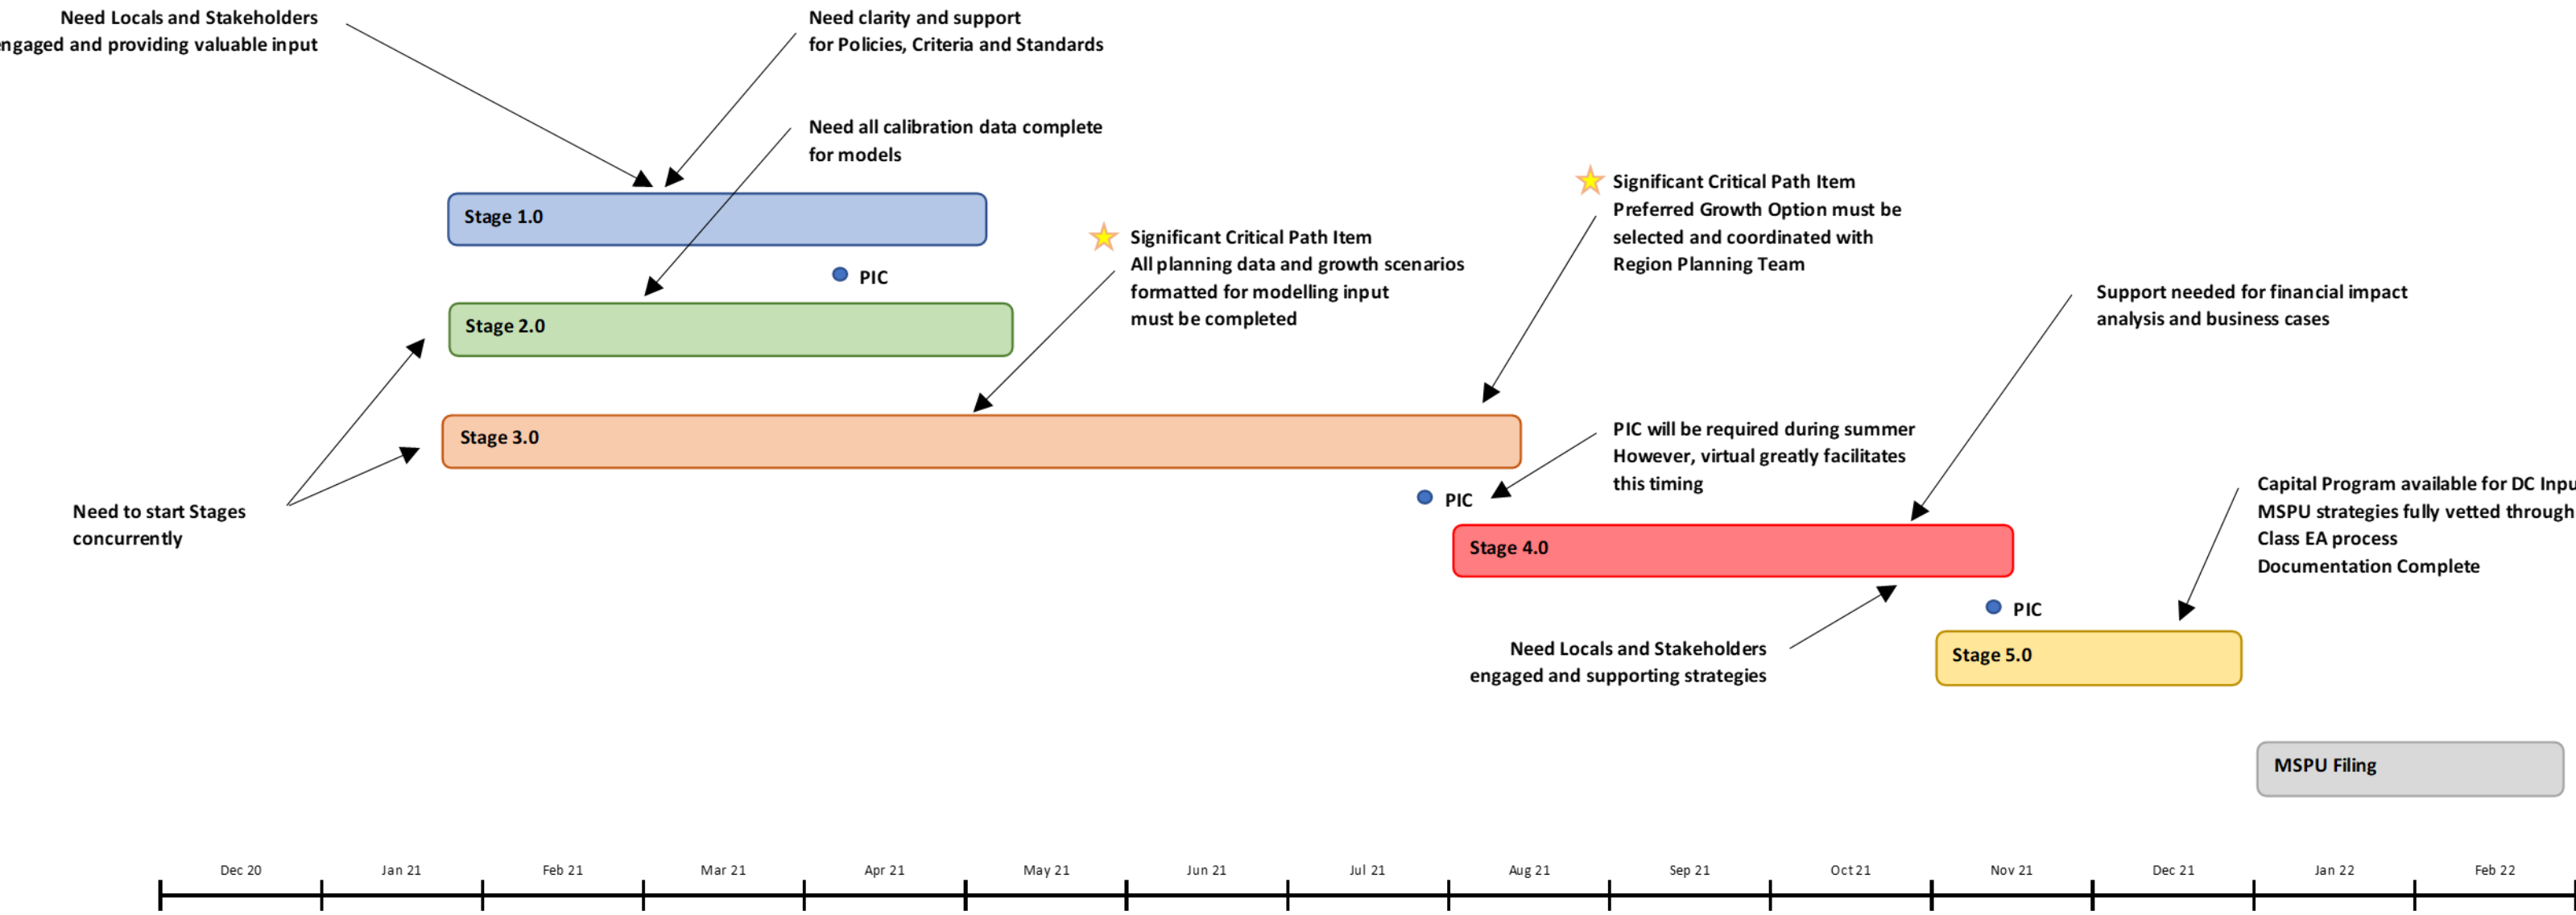 Need Locals and Stakeholders
engaged and providing valuable input
Need clarity and support
for Policies, Criteria and Standards
Need all calibration data complete
for models
Stage 1.0
PIC
Significant Critical Path Item
Preferred Growth Option must be
selected and coordinated with
Region Planning Team
Significant Critical Path Item
All planning data and growth scenarios
formatted for modelling input
must be completed
Stage 2.0
Support needed for financial impact
analysis and business cases
Stage 3.0
PIC will be required during summer
However, virtual greatly facilitates
this timing
PIC
Need to start Stages
concurrently
Stage 4.0
Capital Program available for DC Inpu
MSPU strategies fully vetted through
Class EA process
Documentation Complete
PIC
Need Locals and Stakeholders
engaged and supporting strategies
Stage 5.0
MSPU Filing
Dec 20 Jan 21 Feb 21 Mar 21 Apr 21 May 21 Jun 21 Jul 21 Aug 21 Sep 21 Oct 21 Nov 21 Dec 21 Jan 22 Feb 22